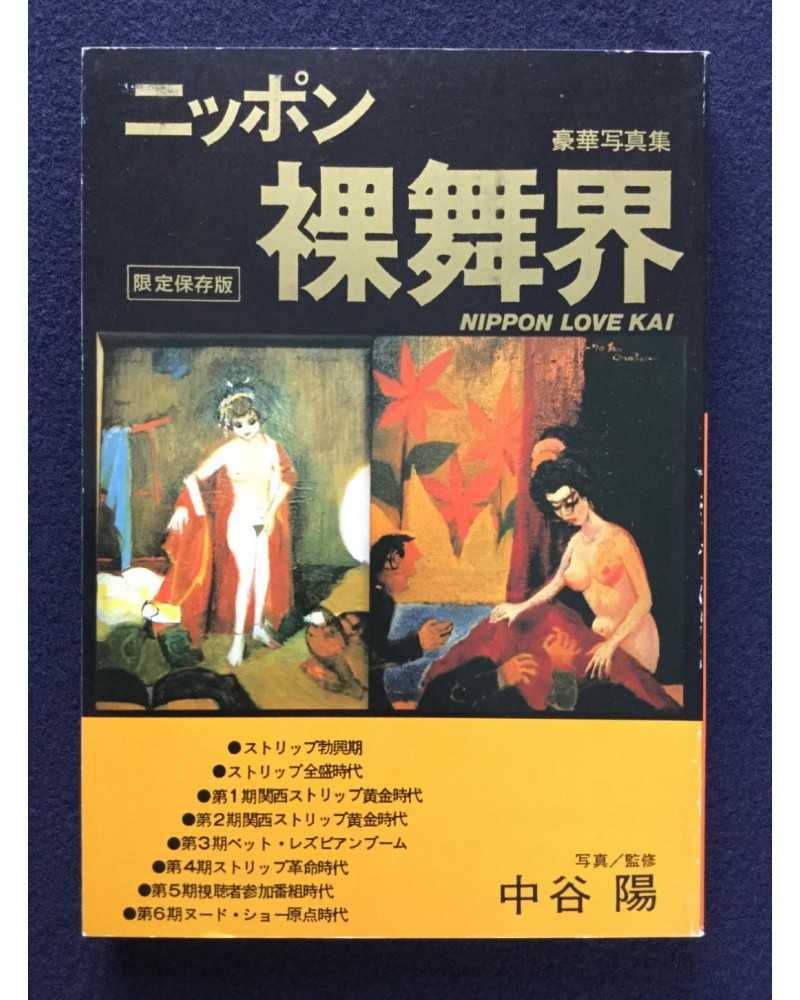 ニッポン
豪華写真集
裸舞界
限定保存版
NIPPON LOVE KAI
●ストリップ勃興期
●ストリップ全盛時代
●第1期関西ストリップ黄金時代
●第2期関西ストリップ黄金時代
●第3期ベット・レズビアンブーム
●第4期ストリップ革命時代
●第5期視聴者参加番組時代
●第6期ヌード・ショー原点時代
写真／監修
中谷 陽